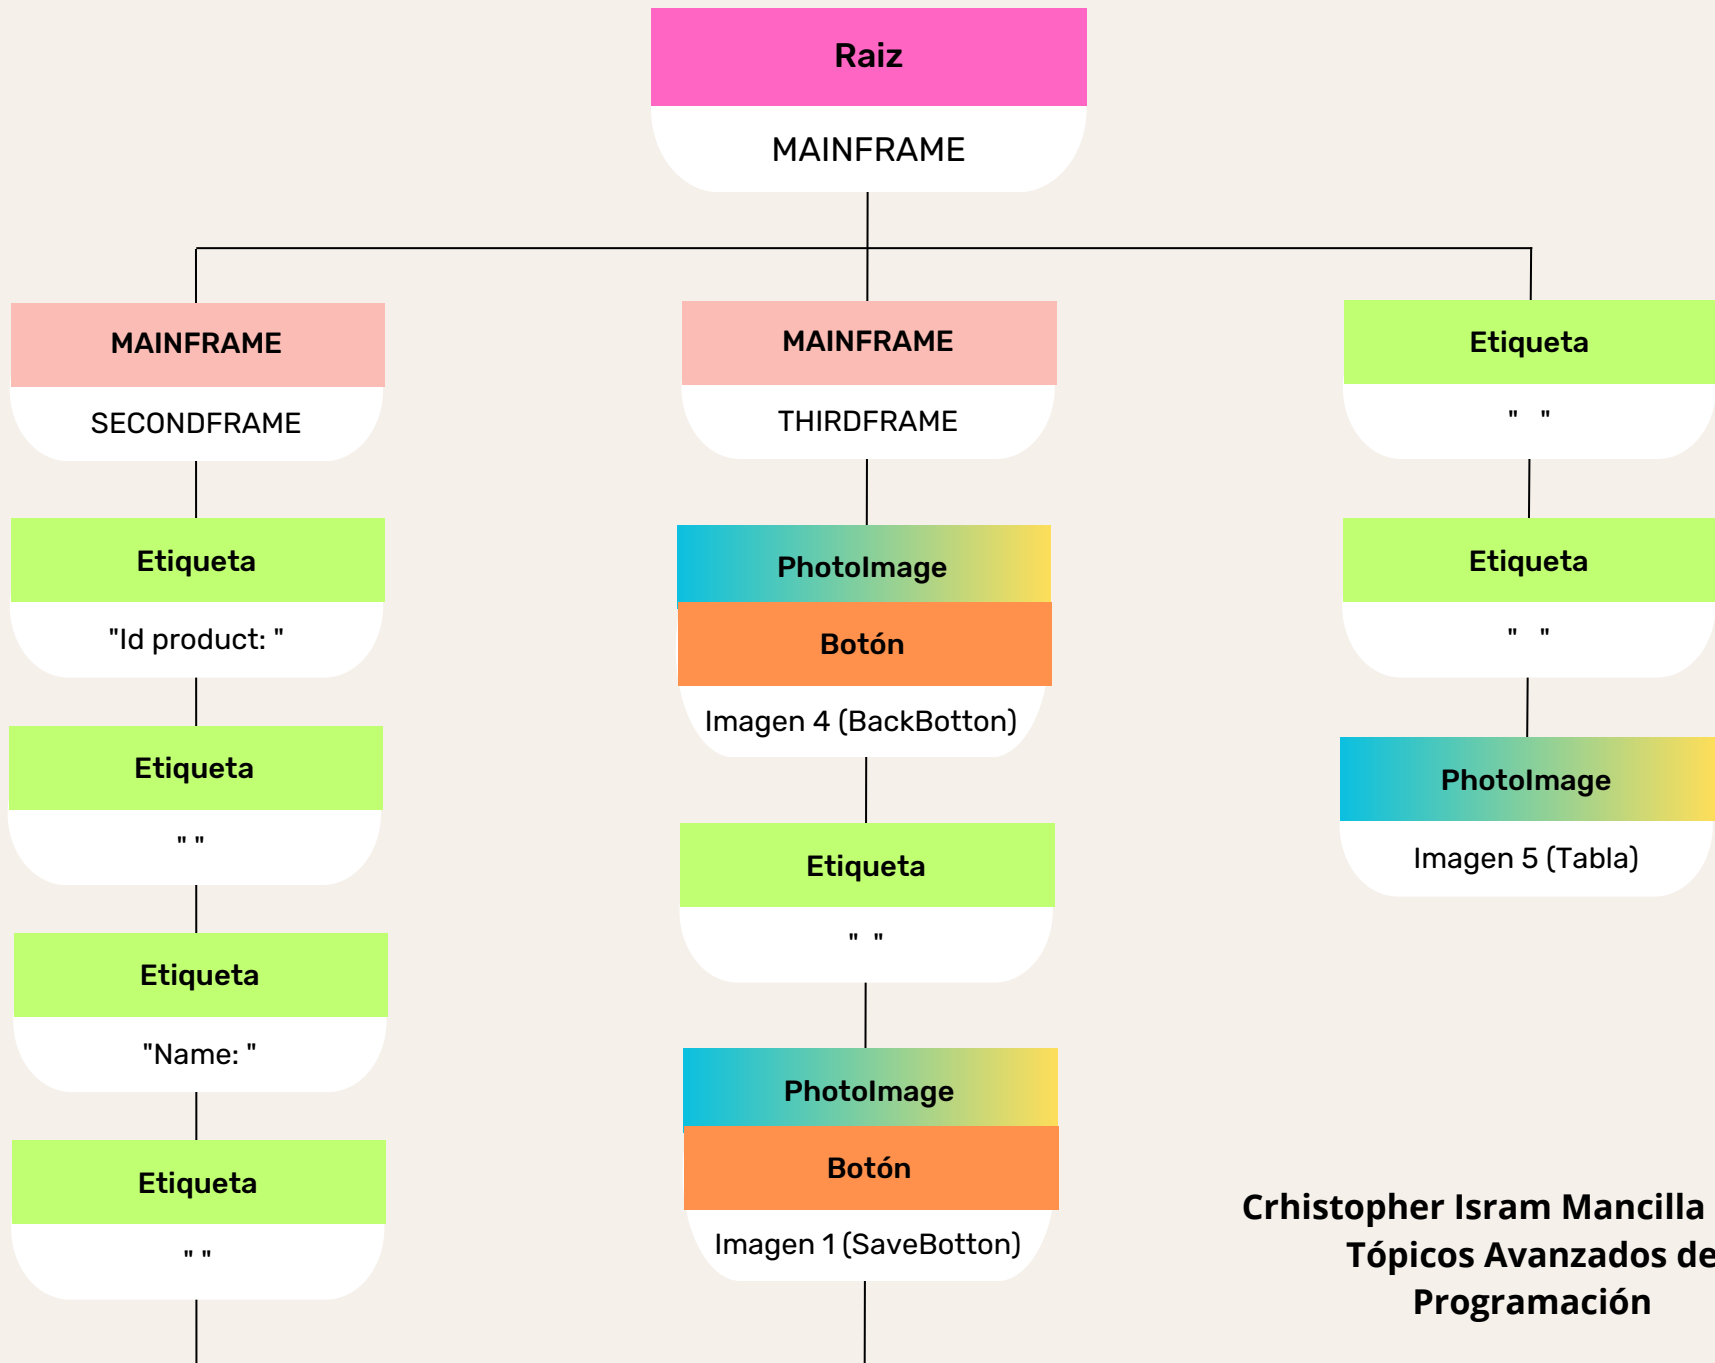 Raiz
MAINFRAME
MAINFRAME
SECONDFRAME
Etiqueta
"Id product: "
Etiqueta
" "
Etiqueta
"Name: "
Etiqueta
" "
MAINFRAME
THIRDFRAME
PhotoImage
Botón
Imagen 4 (BackBotton)
Etiqueta
" "
PhotoImage
Botón
Imagen 1 (SaveBotton)
Etiqueta
" "
Etiqueta
" "
PhotoImage
Imagen 5 (Tabla)
Crhistopher Isram Mancilla
Tópicos Avanzados de
Programación